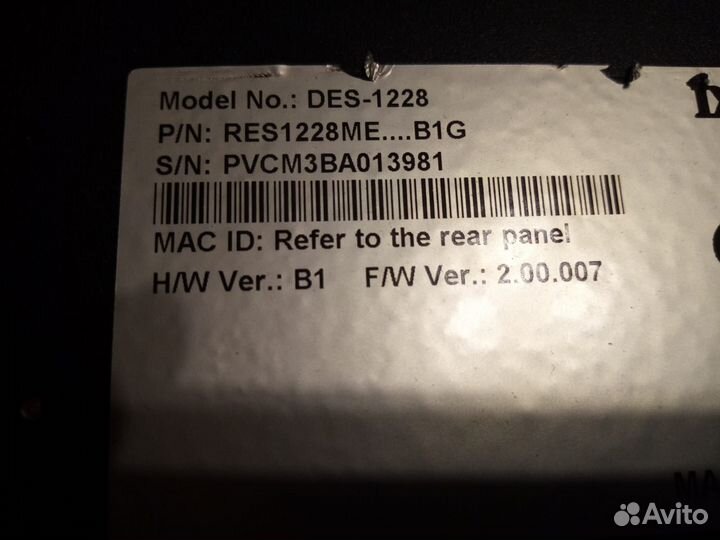 Model No.: DES-1228
P/N: RES1228ME....B1G
S/N: PVCM3BA013981
MAC ID: Refer to the rear panel
H/W Ver.: B1 F/W Ver.: 2.00.007
MA
Avito